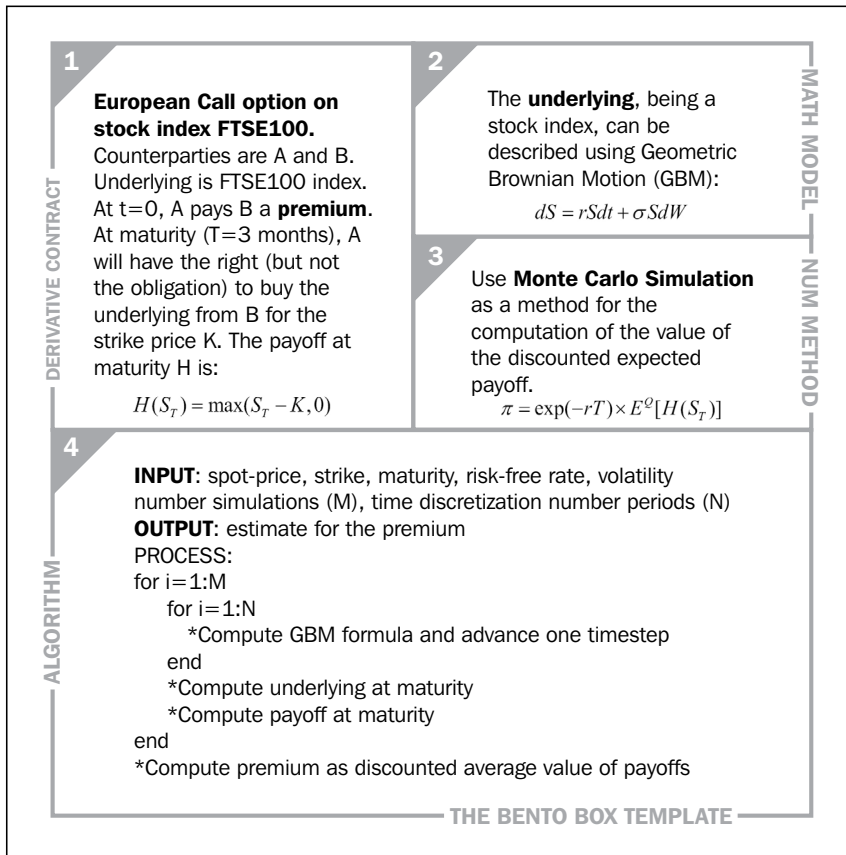 1
European Call option on
stock index FTSE100.
Counterparties are A and B.
Underlying is FTSE100 index.
At t=0, A pays B a premium.
At maturity (T=3 months), A
will have the right (but not
the obligation) to buy the
underlying from B for the
strike price K. The payoff at
maturity H is:
H(S_T) = max(S_T − K, 0)
DERIVATIVE CONTRACT
2
The underlying, being a
stock index, can be
described using Geometric
Brownian Motion (GBM):
dS = rSdt + σSdW
MATH MODEL
3
Use Monte Carlo Simulation
as a method for the
computation of the value of
the discounted expected
payoff.
π = exp(−rT) × E^Q[H(S_T)]
NUM METHOD
4
INPUT: spot-price, strike, maturity, risk-free rate, volatility
number simulations (M), time discretization number periods (N)
OUTPUT: estimate for the premium
PROCESS:
for i=1:M
for i=1:N
*Compute GBM formula and advance one timestep
end
*Compute underlying at maturity
*Compute payoff at maturity
end
*Compute premium as discounted average value of payoffs
ALGORITHM
THE BENTO BOX TEMPLATE